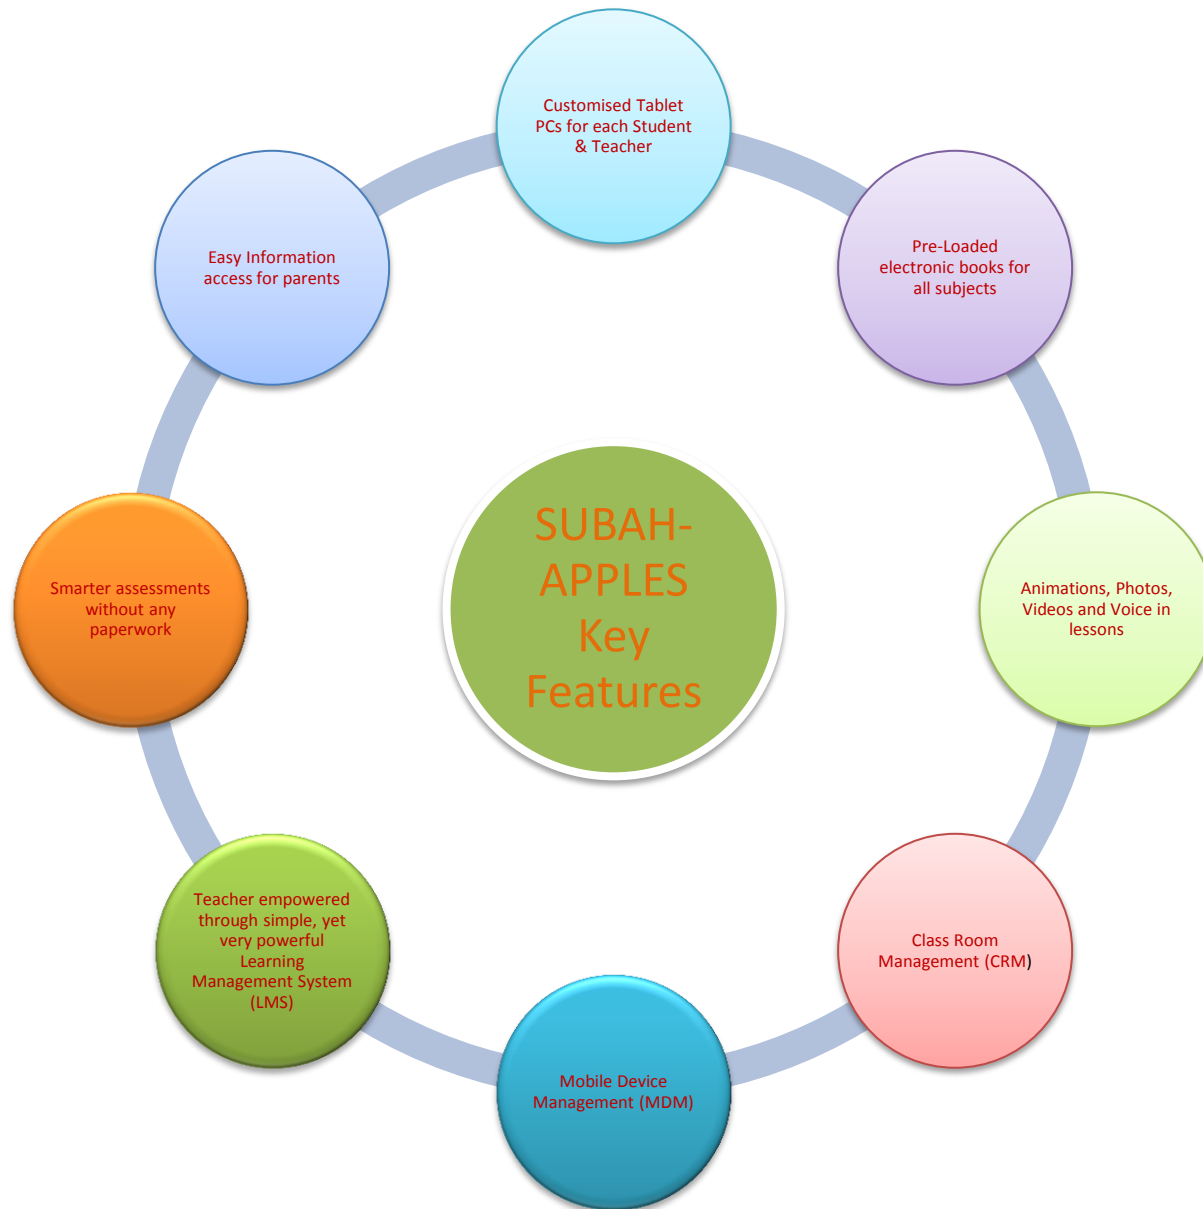 Customised Tablet
PCs for each Student
& Teacher
Pre-Loaded
electronic books for
all subjects
Animations, Photos,
Videos and Voice in
lessons
Class Room
Management (CRM)
Mobile Device
Management (MDM)
Teacher empowered
through simple, yet
very powerful
Learning
Management System
(LMS)
Smarter assessments
without any
paperwork
Easy Information
access for parents
SUBAH-
APPLES
Key
Features